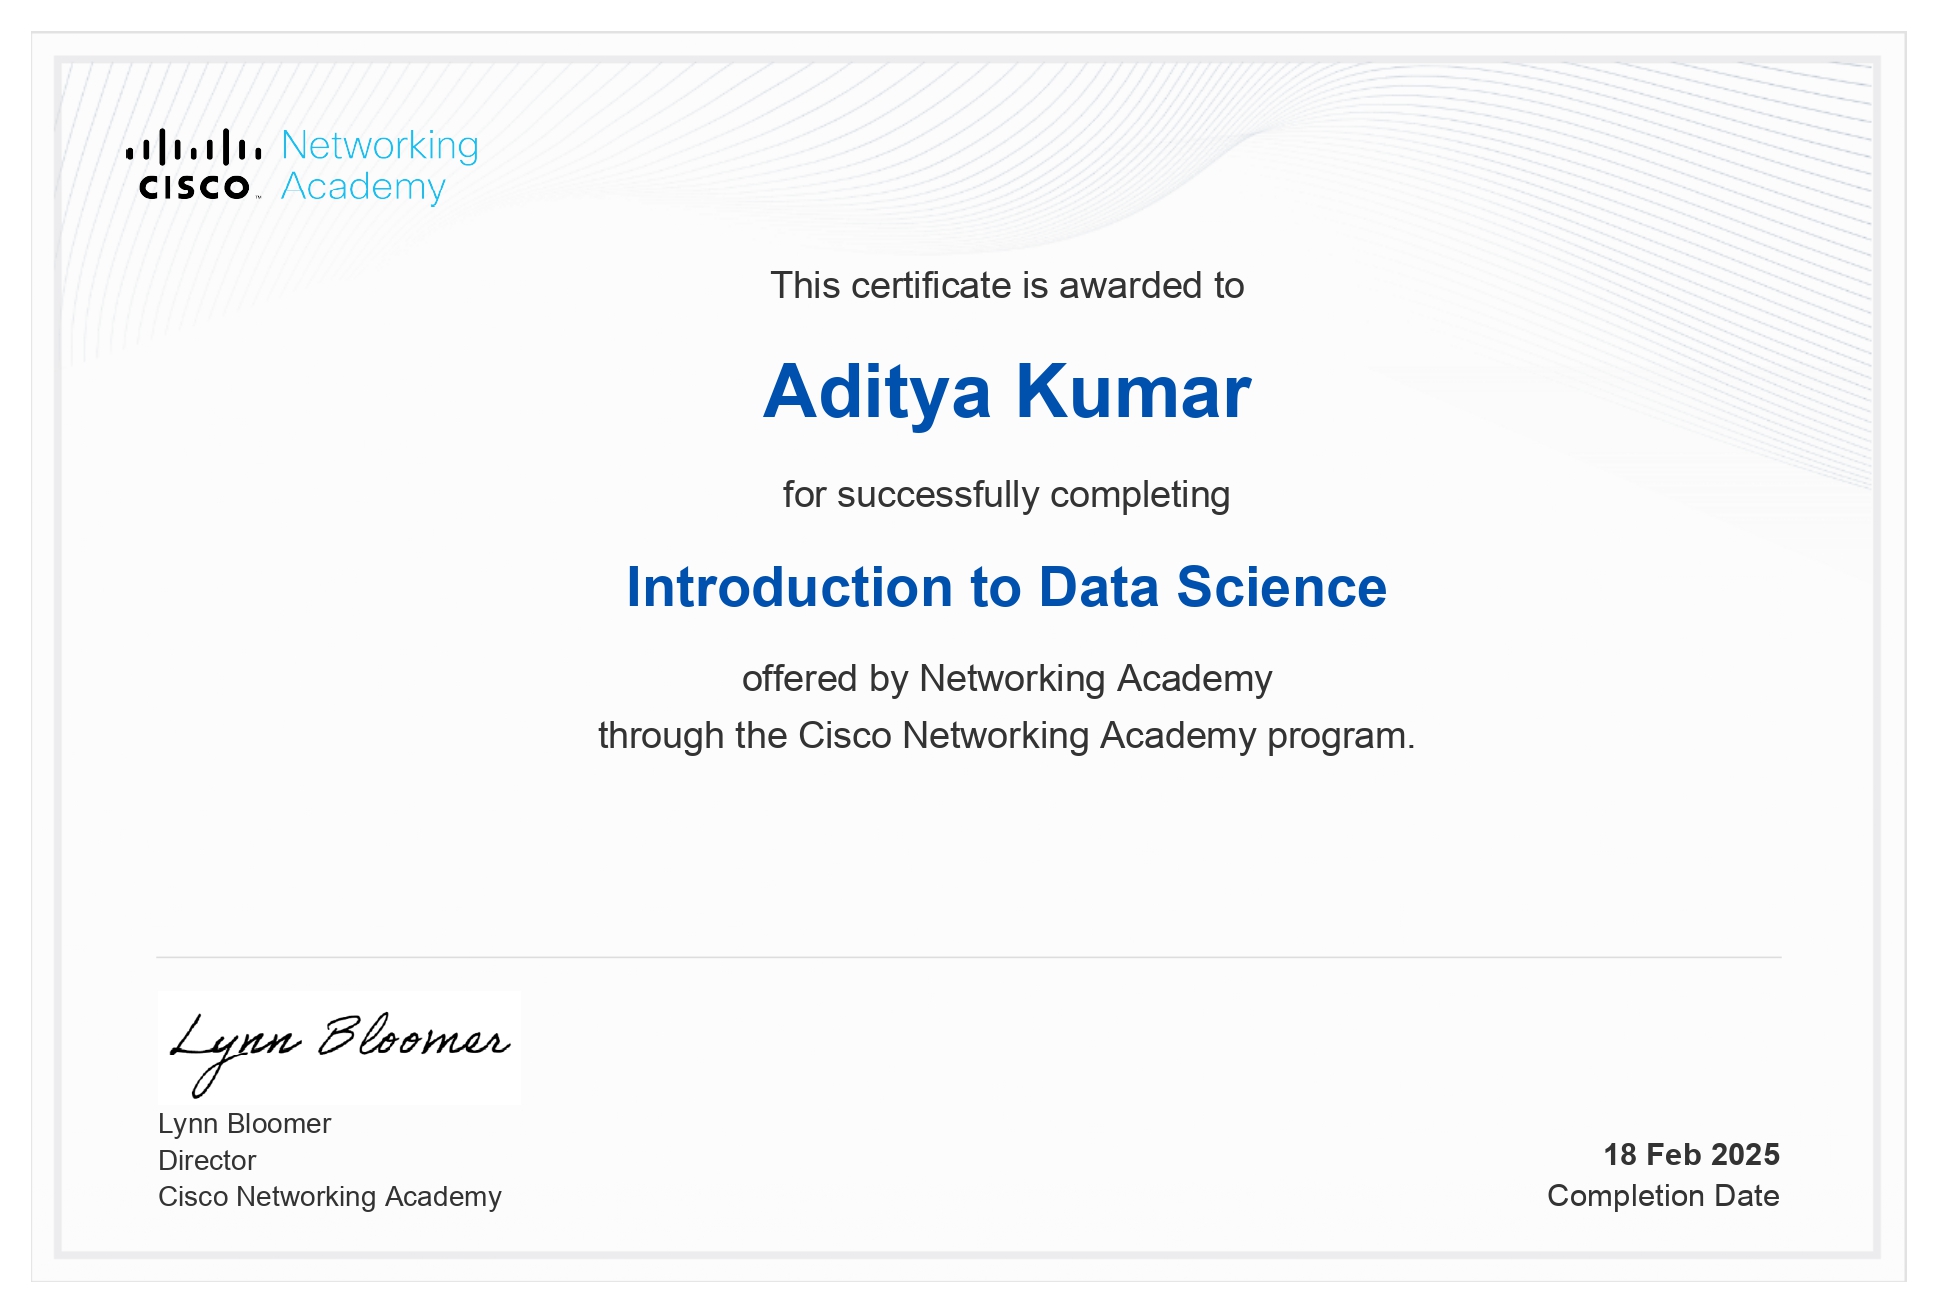 CISCO™ Networking
Academy
This certificate is awarded to
Aditya Kumar
for successfully completing
Introduction to Data Science
offered by Networking Academy
through the Cisco Networking Academy program.
Lynn Bloomer
Lynn Bloomer
Director
Cisco Networking Academy
18 Feb 2025
Completion Date